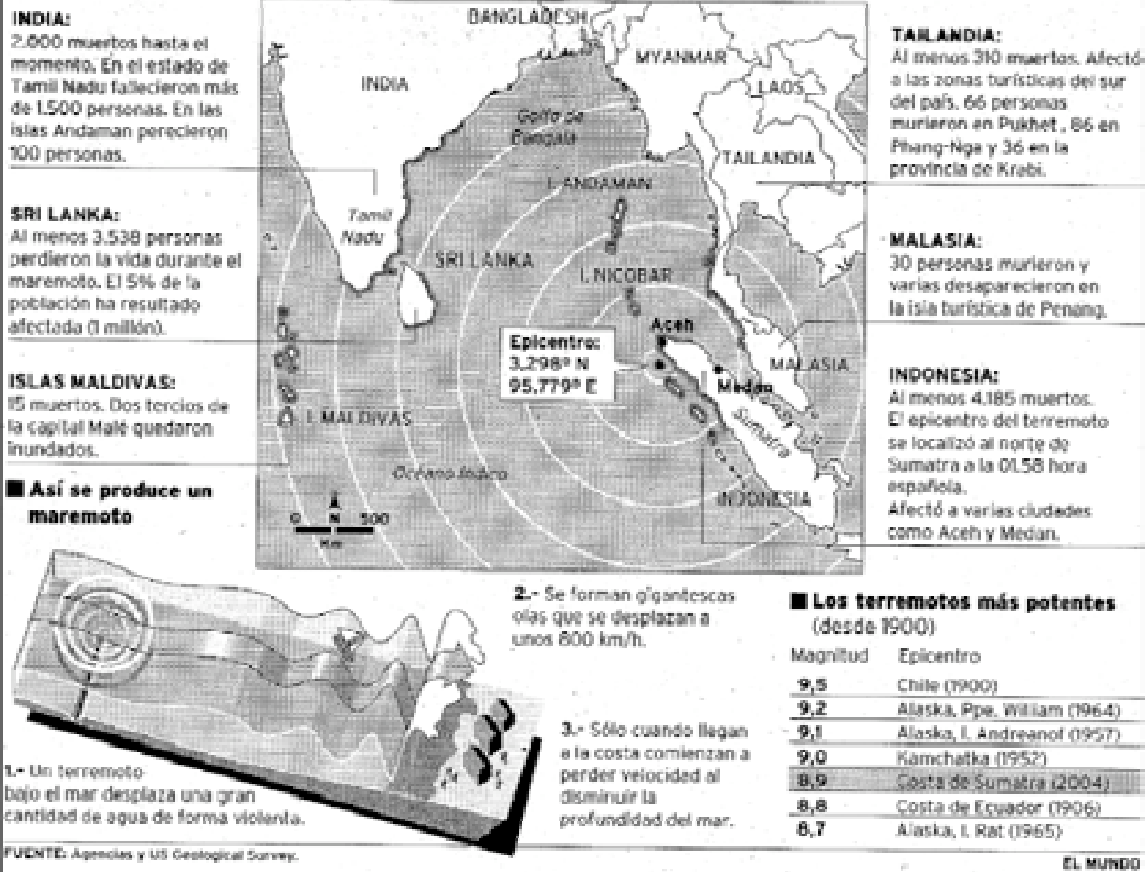 INDIA:
2.000 muertos hasta el
momento. En el estado de
Tamil Nadu fallecieron más
de 1.500 personas. En las
islas Andaman perecieron
100 personas.
SRI LANKA:
Al menos 3.538 personas
perdieron la vida durante el
maremoto. El 5% de la
población ha resultado
afectada (1 millón).
ISLAS MALDIVAS:
15 muertos. Dos tercios de
la capital Malé quedaron
inundados.
BANGLADESH
INDIA
MYANMAR
LAOS
Golfo de
Bengala
TAILANDIA
I. ANDAMAN
Tamil
Nadu
SRI LANKA
I. NICOBAR
Aceh
Epicentro:
3,298º N
95,779º E
MALASIA
Medan
Sumatra
I. MALDIVAS
Océano Índico
INDONESIA
N
0 500
Km
TAILANDIA:
Al menos 310 muertos. Afectó
a las zonas turísticas del sur
del país. 66 personas
murieron en Pukhet , 86 en
Phang-Nga y 36 en la
provincia de Krabi.
MALASIA:
30 personas murieron y
varias desaparecieron en
la isla turística de Penang.
INDONESIA:
Al menos 4.185 muertos.
El epicentro del terremoto
se localizó al norte de
Sumatra a la 01.58 hora
española.
Afectó a varias ciudades
como Aceh y Medan.
Así se produce un
maremoto
1.- Un terremoto
bajo el mar desplaza una gran
cantidad de agua de forma violenta.
2.- Se forman gigantescas
olas que se desplazan a
unos 800 km/h.
3.- Sólo cuando llegan
a la costa comienzan a
perder velocidad al
disminuir la
profundidad del mar.
Los terremotos más potentes
(desde 1900)
Magnitud Epicentro
9,5 Chile (1900)
9,2 Alaska, Ppe. William (1964)
9,1 Alaska, I. Andreanof (1957)
9,0 Kamchatka (1952)
8,9 Costa de Sumatra (2004)
8,8 Costa de Ecuador (1906)
8,7 Alaska, I. Rat (1965)
FUENTE: Agencias y US Geological Survey.
EL MUNDO